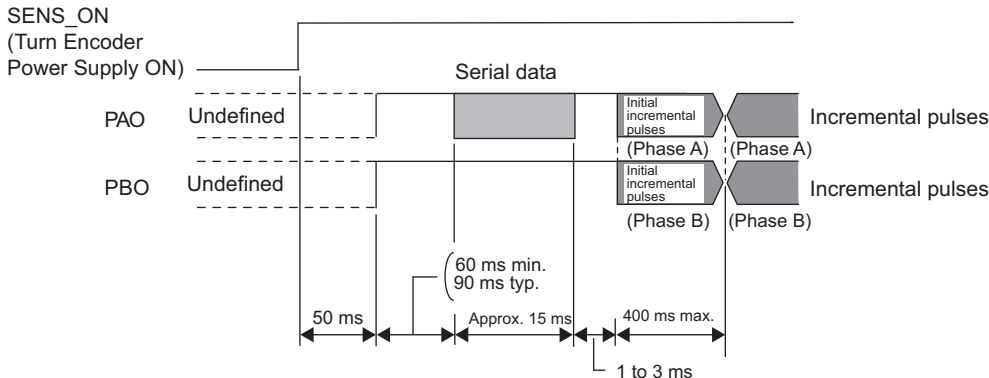 SENS_ON
(Turn Encoder
Power Supply ON)
Serial data
PAO
Undefined
Initial
incremental
pulses
Incremental pulses
(Phase A)
(Phase A)
PBO
Undefined
Initial
incremental
pulses
Incremental pulses
(Phase B)
(Phase B)
60 ms min.
90 ms typ.
50 ms
Approx. 15 ms
400 ms max.
1 to 3 ms